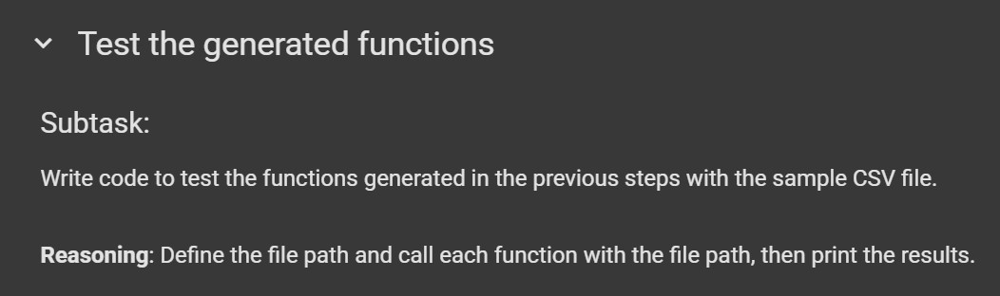 Test the generated functions
Subtask:
Write code to test the functions generated in the previous steps with the sample CSV file.
Reasoning: Define the file path and call each function with the file path, then print the results.